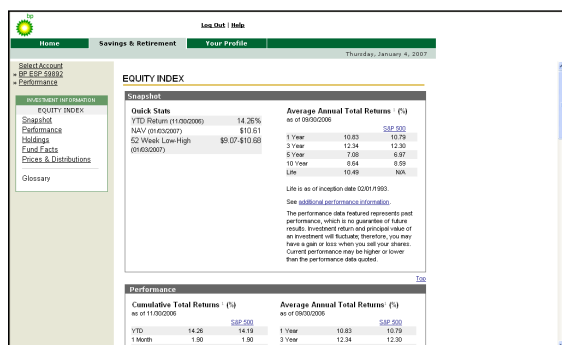 bp
Log Out | Help
Home Savings & Retirement Your Profile
Thursday, January 4, 2007
Select Account
» BP ESP 59892
» Performance
INVESTMENT INFORMATION
EQUITY INDEX
Snapshot
Performance
Holdings
Fund Facts
Prices & Distributions
Glossary
EQUITY INDEX
Snapshot
Quick Stats
YTD Return (11/30/2006) 14.26%
NAV (01/03/2007) $10.61
52 Week Low-High $9.07-$10.68
(01/03/2007)
Average Annual Total Returns ¹ (%)
as of 09/30/2006
S&P 500
1 Year 10.83 10.79
3 Year 12.34 12.30
5 Year 7.08 6.97
10 Year 8.64 8.59
Life 10.49 N/A
Life is as of inception date 02/01/1993.
See additional performance information.
The performance data featured represents past
performance, which is no guarantee of future
results. Investment return and principal value of
an investment will fluctuate; therefore, you may
have a gain or loss when you sell your shares.
Current performance may be higher or lower
than the performance data quoted.
Top
Performance
Cumulative Total Returns ¹ (%)
as of 11/30/2006
S&P 500
YTD 14.26 14.19
1 Month 1.90 1.90
Average Annual Total Returns ¹ (%)
as of 09/30/2006
S&P 500
1 Year 10.83 10.79
3 Year 12.34 12.30